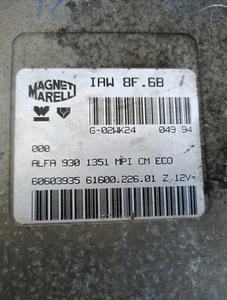 MAGNETI MARELLI
IAW 8F.6B
G-02WK24 049 94
000
ALFA 930 1351 MPI CM ECO
60603935 61600.226.01 Z 12V=